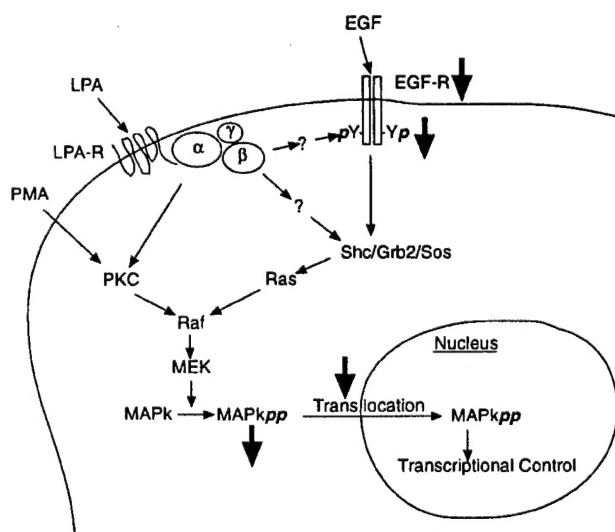 EGF
EGF-R
LPA
LPA-R
α
γ
β
?
pY
Yp
?
PMA
Shc/Grb2/Sos
PKC
Ras
Raf
Nucleus
MEK
MAPk
MAPkpp
Translocation
MAPkpp
Transcriptional Control